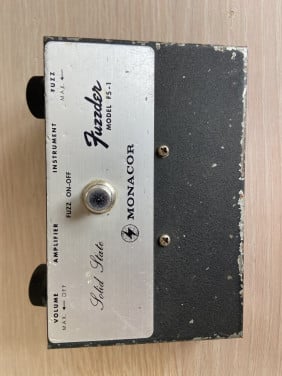 VOLUME AMPLIFIER INSTRUMENT FUZZ
MAX. ← OFF FUZZ ON-OFF MAX. ←
Solid State
Fuzzder
MODEL FS-1
MONACOR